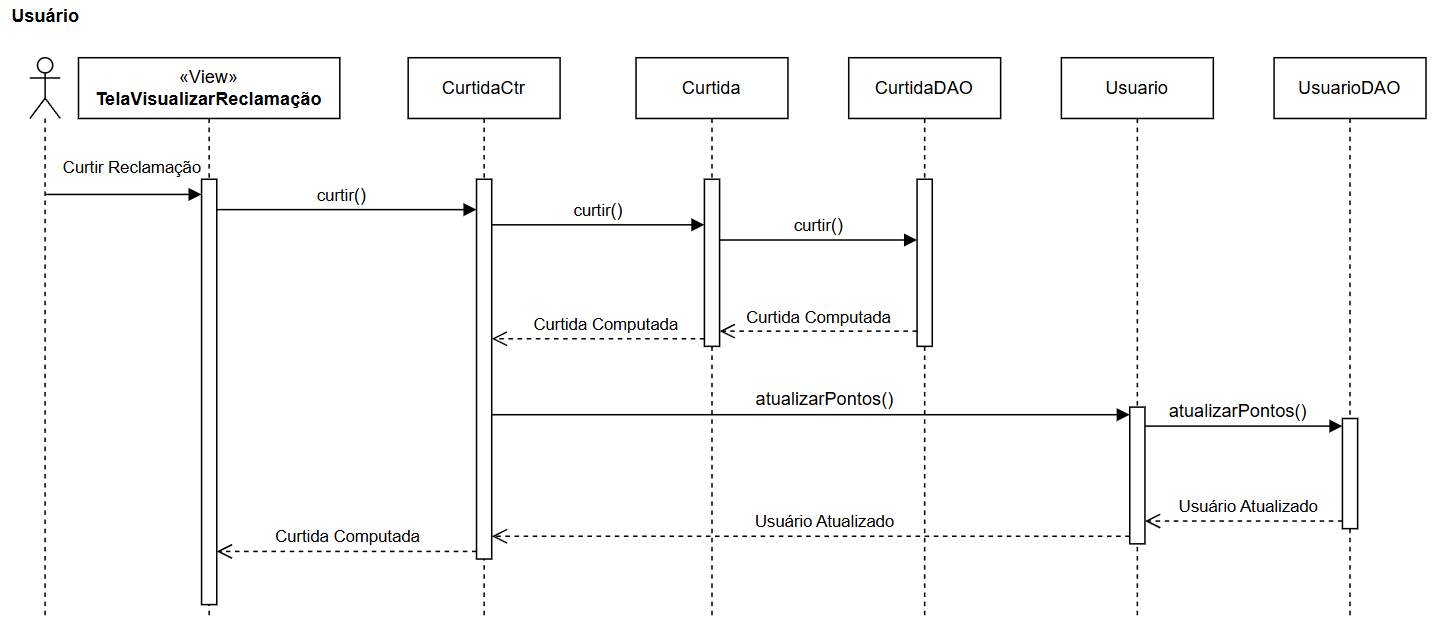 Usuário
«View»
TelaVisualizarReclamação
CurtidaCtr
Curtida
CurtidaDAO
Usuario
UsuarioDAO
Curtir Reclamação
curtir()
curtir()
curtir()
Curtida Computada
Curtida Computada
atualizarPontos()
atualizarPontos()
Usuário Atualizado
Usuário Atualizado
Curtida Computada